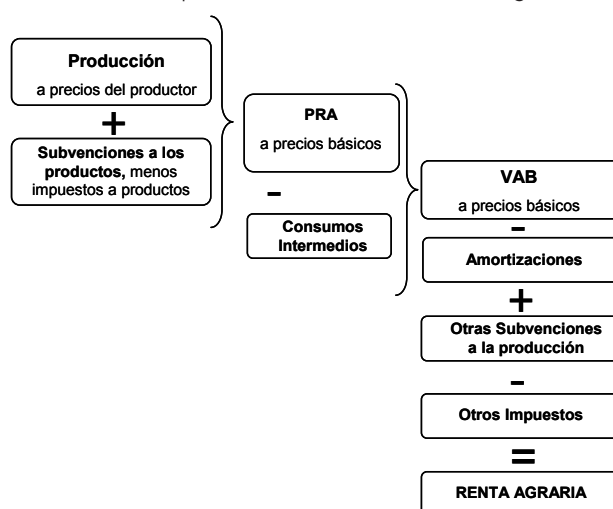 Producción
a precios del productor
+
Subvenciones a los
productos, menos
impuestos a productos
PRA
a precios básicos
-
Consumos
Intermedios
VAB
a precios básicos
-
Amortizaciones
+
Otras Subvenciones
a la producción
-
Otros Impuestos
=
RENTA AGRARIA